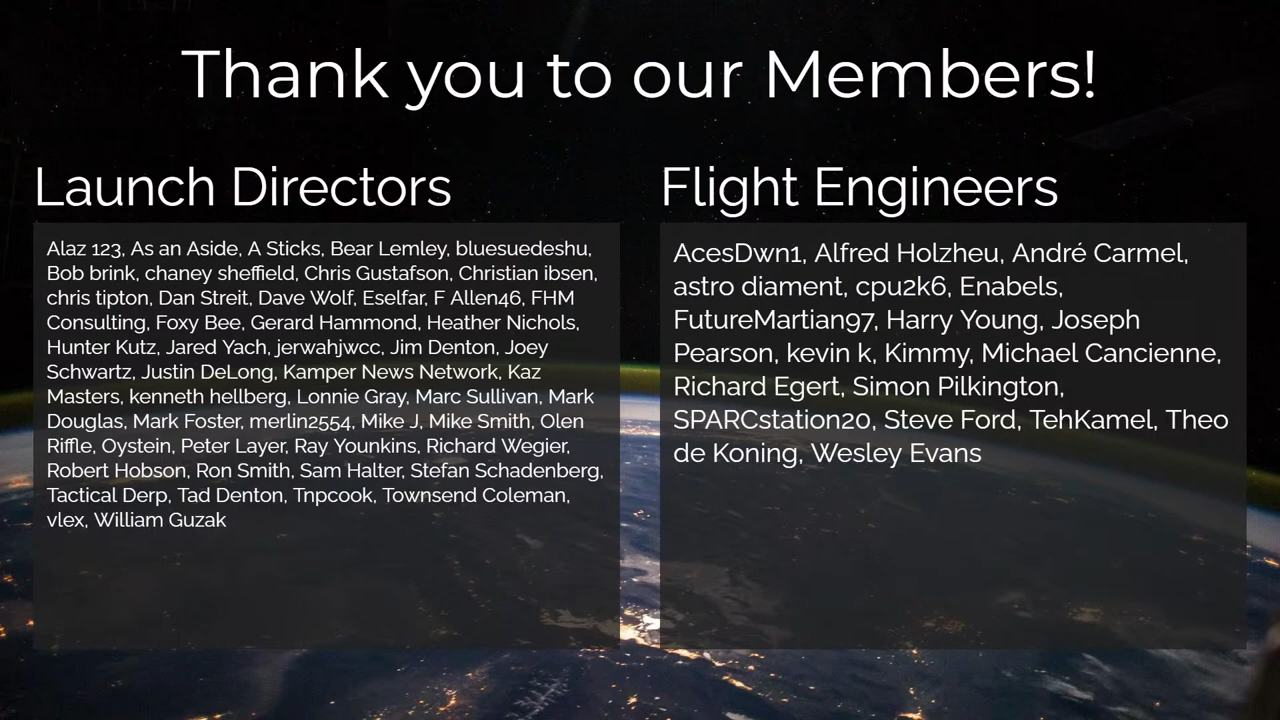 Thank you to our Members!
Launch Directors
Alaz 123, As an Aside, A Sticks, Bear Lemley, bluesuedeshu,
Bob brink, chaney sheffield, Chris Gustafson, Christian ibsen,
chris tipton, Dan Streit, Dave Wolf, Eselfar, F Allen46, FHM
Consulting, Foxy Bee, Gerard Hammond, Heather Nichols,
Hunter Kutz, Jared Yach, jerwahjwcc, Jim Denton, Joey
Schwartz, Justin DeLong, Kamper News Network, Kaz
Masters, kenneth hellberg, Lonnie Gray, Marc Sullivan, Mark
Douglas, Mark Foster, merlin2554, Mike J, Mike Smith, Olen
Riffle, Oystein, Peter Layer, Ray Younkins, Richard Wegier,
Robert Hobson, Ron Smith, Sam Halter, Stefan Schadenberg,
Tactical Derp, Tad Denton, Tnpcook, Townsend Coleman,
vlex, William Guzak
Flight Engineers
AcesDwn1, Alfred Holzheu, André Carmel,
astro diament, cpu2k6, Enabels,
FutureMartian97, Harry Young, Joseph
Pearson, kevin k, Kimmy, Michael Cancienne,
Richard Egert, Simon Pilkington,
SPARCstation20, Steve Ford, TehKamel, Theo
de Koning, Wesley Evans